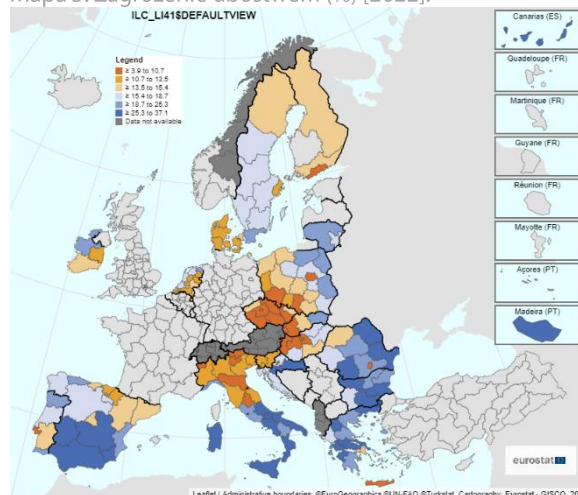 Mapa 3. Zagrożenie ubóstwem (%) [2022].
ILC_LI41$DEFAULTVIEW
Legend
≥ 3.9 to 10.7
≥ 10.7 to 13.5
≥ 13.5 to 15.4
≥ 15.4 to 18.7
≥ 18.7 to 25.3
≥ 25.3 to 37.1
Data not available
Canarias (ES)
Guadeloupe (FR)
Martinique (FR)
Guyane (FR)
Réunion (FR)
Mayotte (FR)
Açores (PT)
Madeira (PT)
eurostat
Leaflet | Administrative boundaries: ©EuroGeographics ©UN-FAO ©Turkstat, Cartography: Eurostat - GISCO, 20